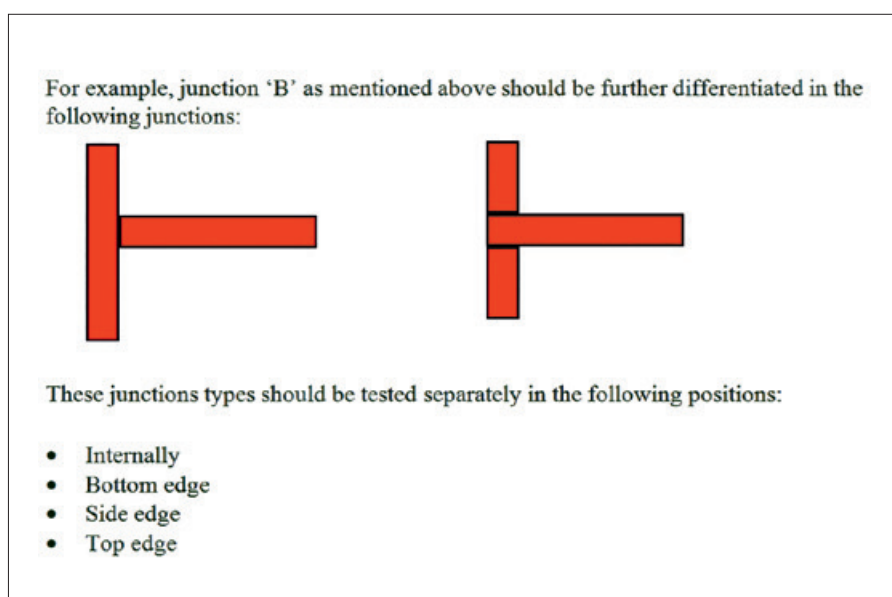 For example, junction ‘B’ as mentioned above should be further differentiated in the
following junctions:
These junctions types should be tested separately in the following positions:
• Internally
• Bottom edge
• Side edge
• Top edge